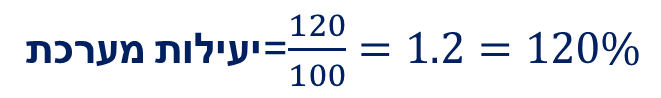 יעילות מערכת=120/100 = 1.2 = 120%